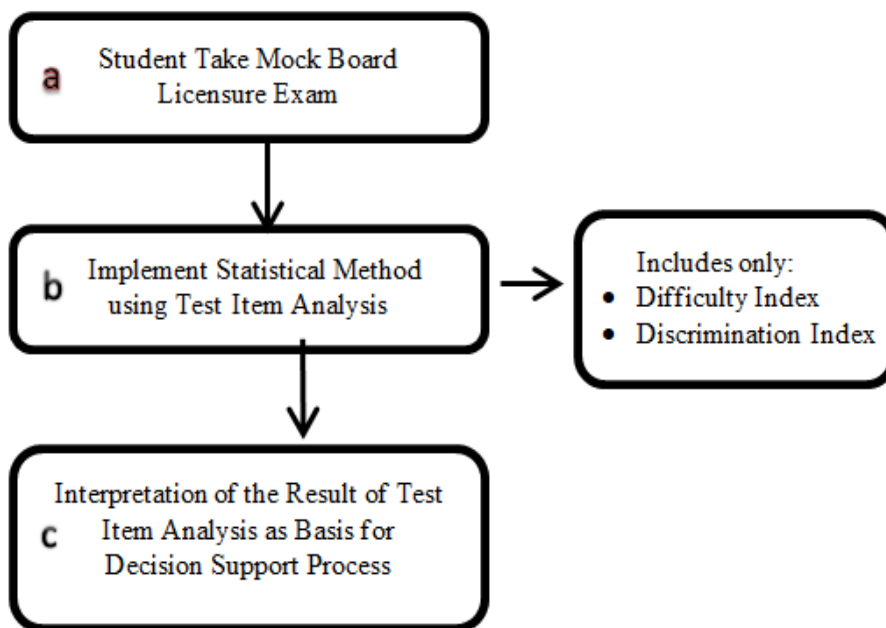 a
Student Take Mock Board
Licensure Exam
b
Implement Statistical Method
using Test Item Analysis
Includes only:
• Difficulty Index
• Discrimination Index
c
Interpretation of the Result of Test
Item Analysis as Basis for
Decision Support Process